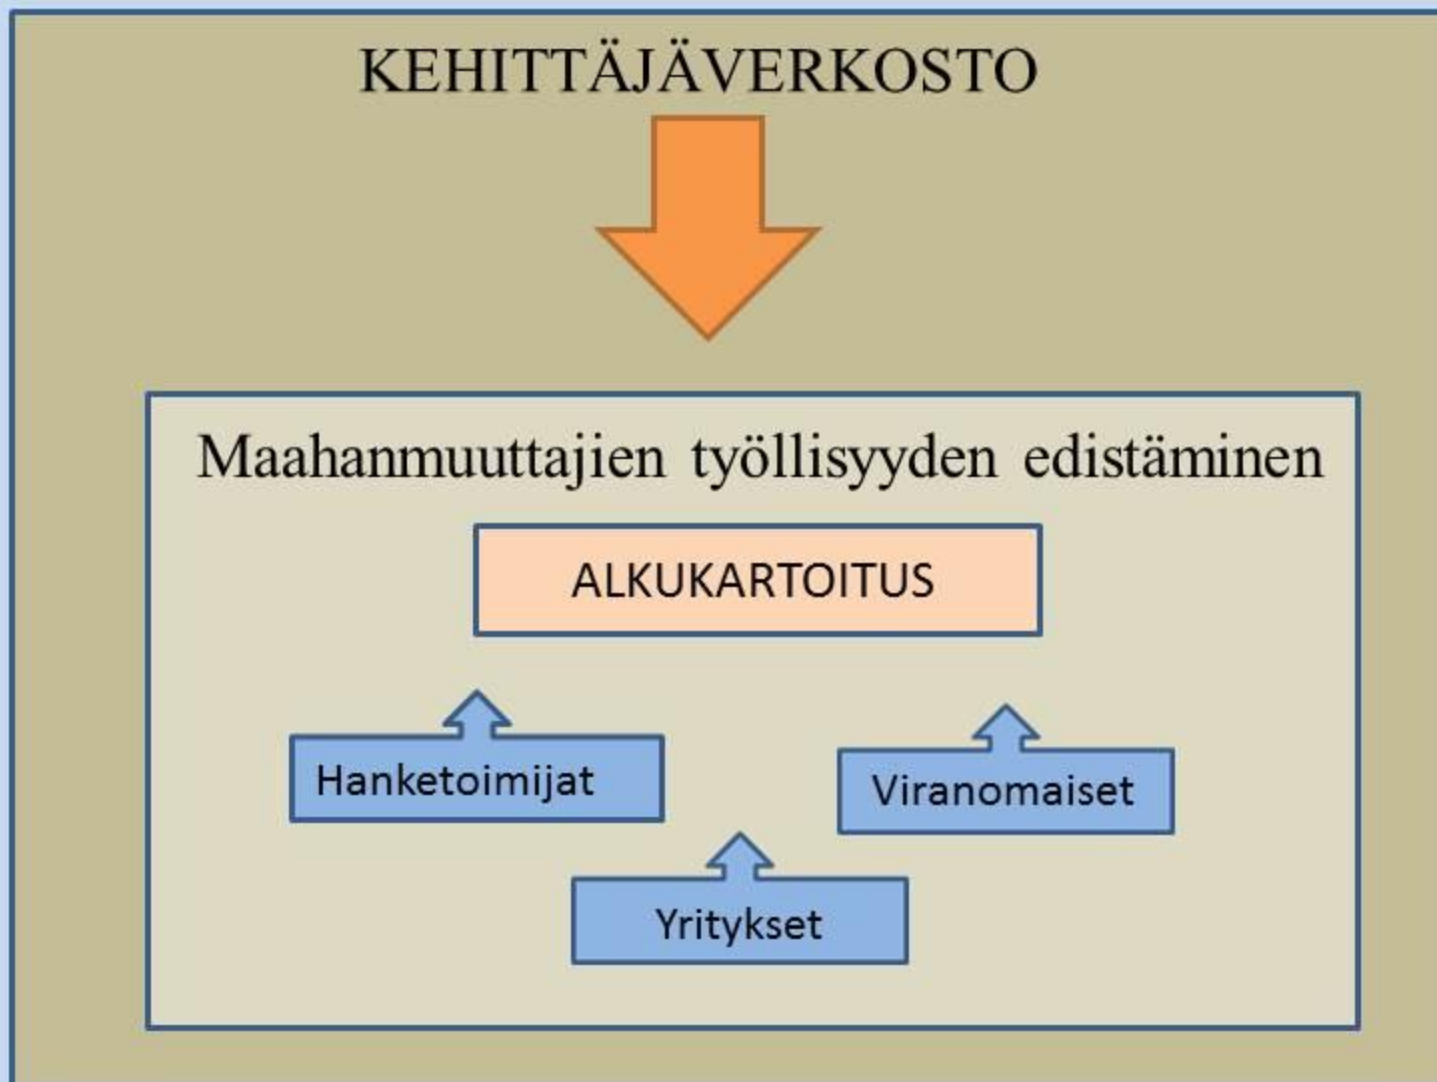 KEHITTÄJÄVERKOSTO
Maahanmuuttajien työllisyyden edistäminen
ALKUKARTOITUS
Hanketoimijat
Viranomaiset
Yritykset